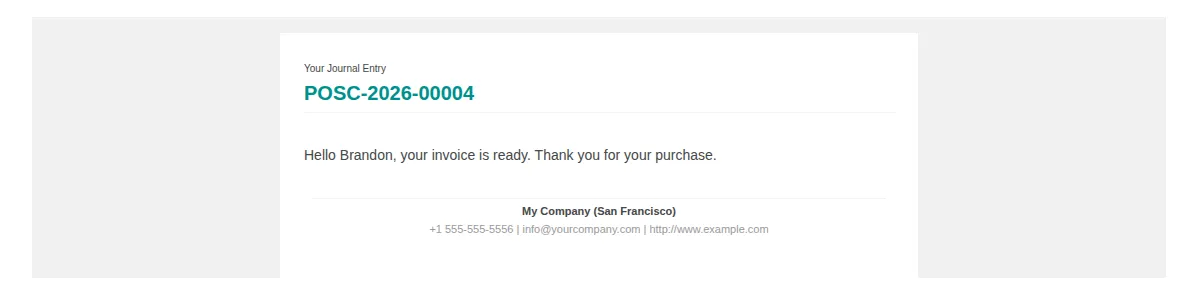 Your Journal Entry
POSC-2026-00004
Hello Brandon, your invoice is ready. Thank you for your purchase.
My Company (San Francisco)
+1 555-555-5556 | info@yourcompany.com | http://www.example.com